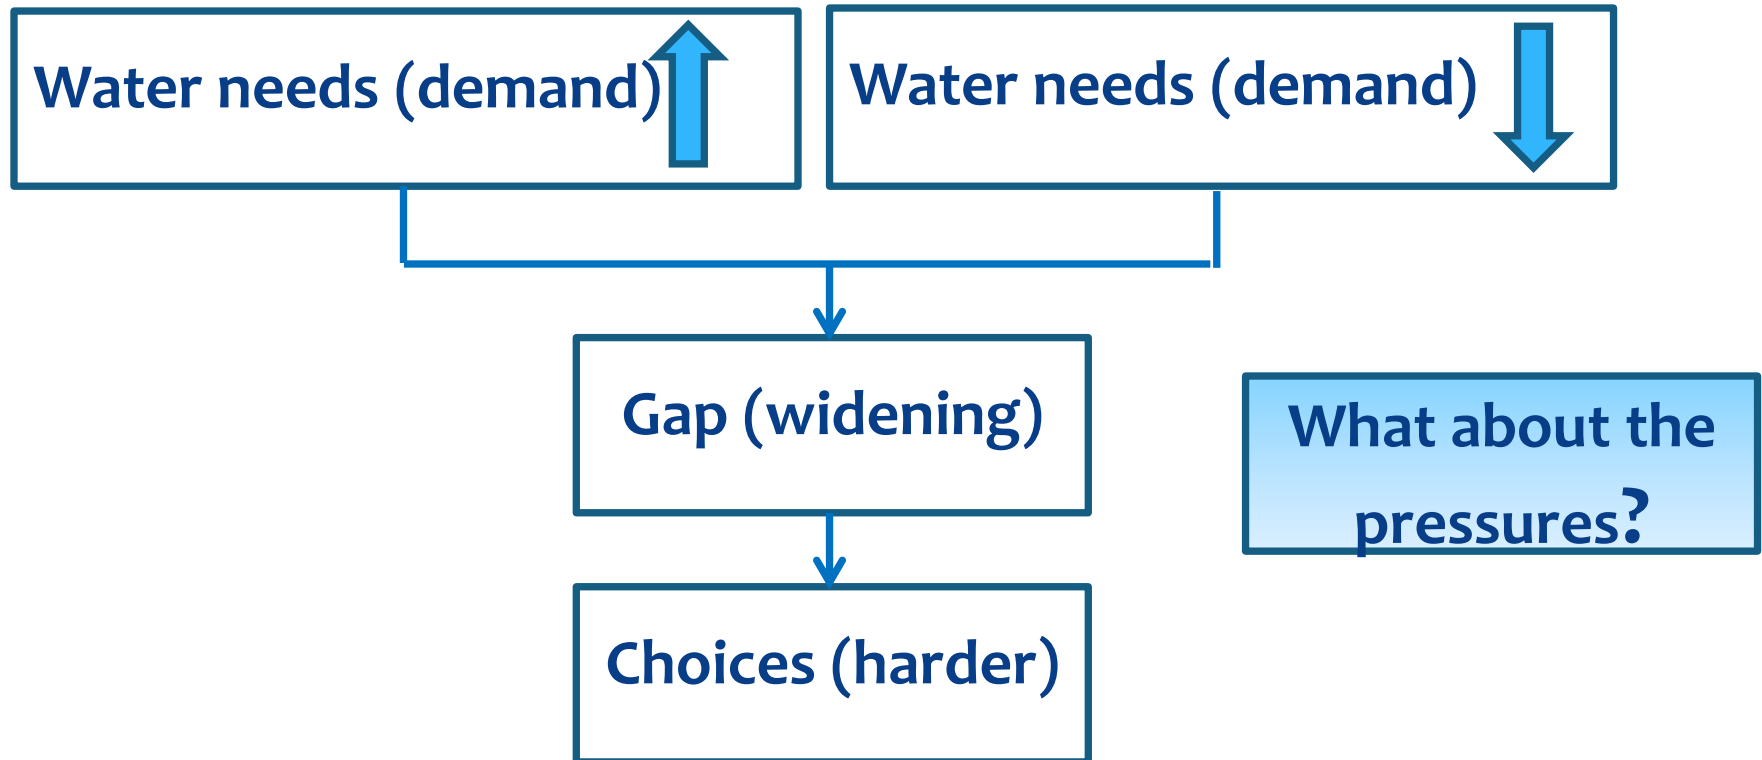 Water needs (demand)
Water needs (demand)
Gap (widening)
What about the
pressures?
Choices (harder)